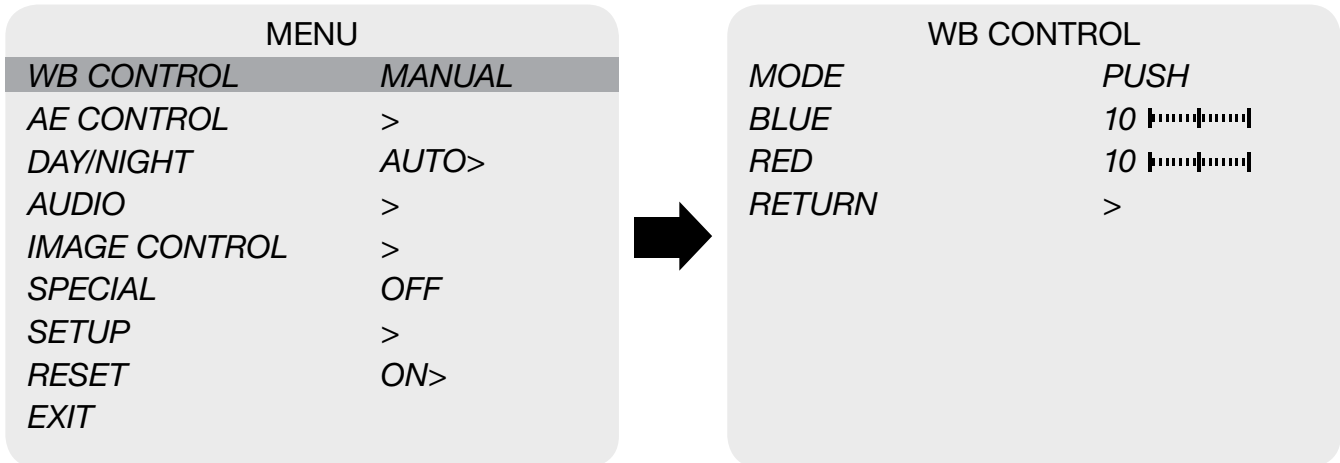 MENU
WB CONTROL MANUAL
AE CONTROL >
DAY/NIGHT AUTO>
AUDIO >
IMAGE CONTROL >
SPECIAL OFF
SETUP >
RESET ON>
EXIT
WB CONTROL
MODE PUSH
BLUE 10
RED 10
RETURN >